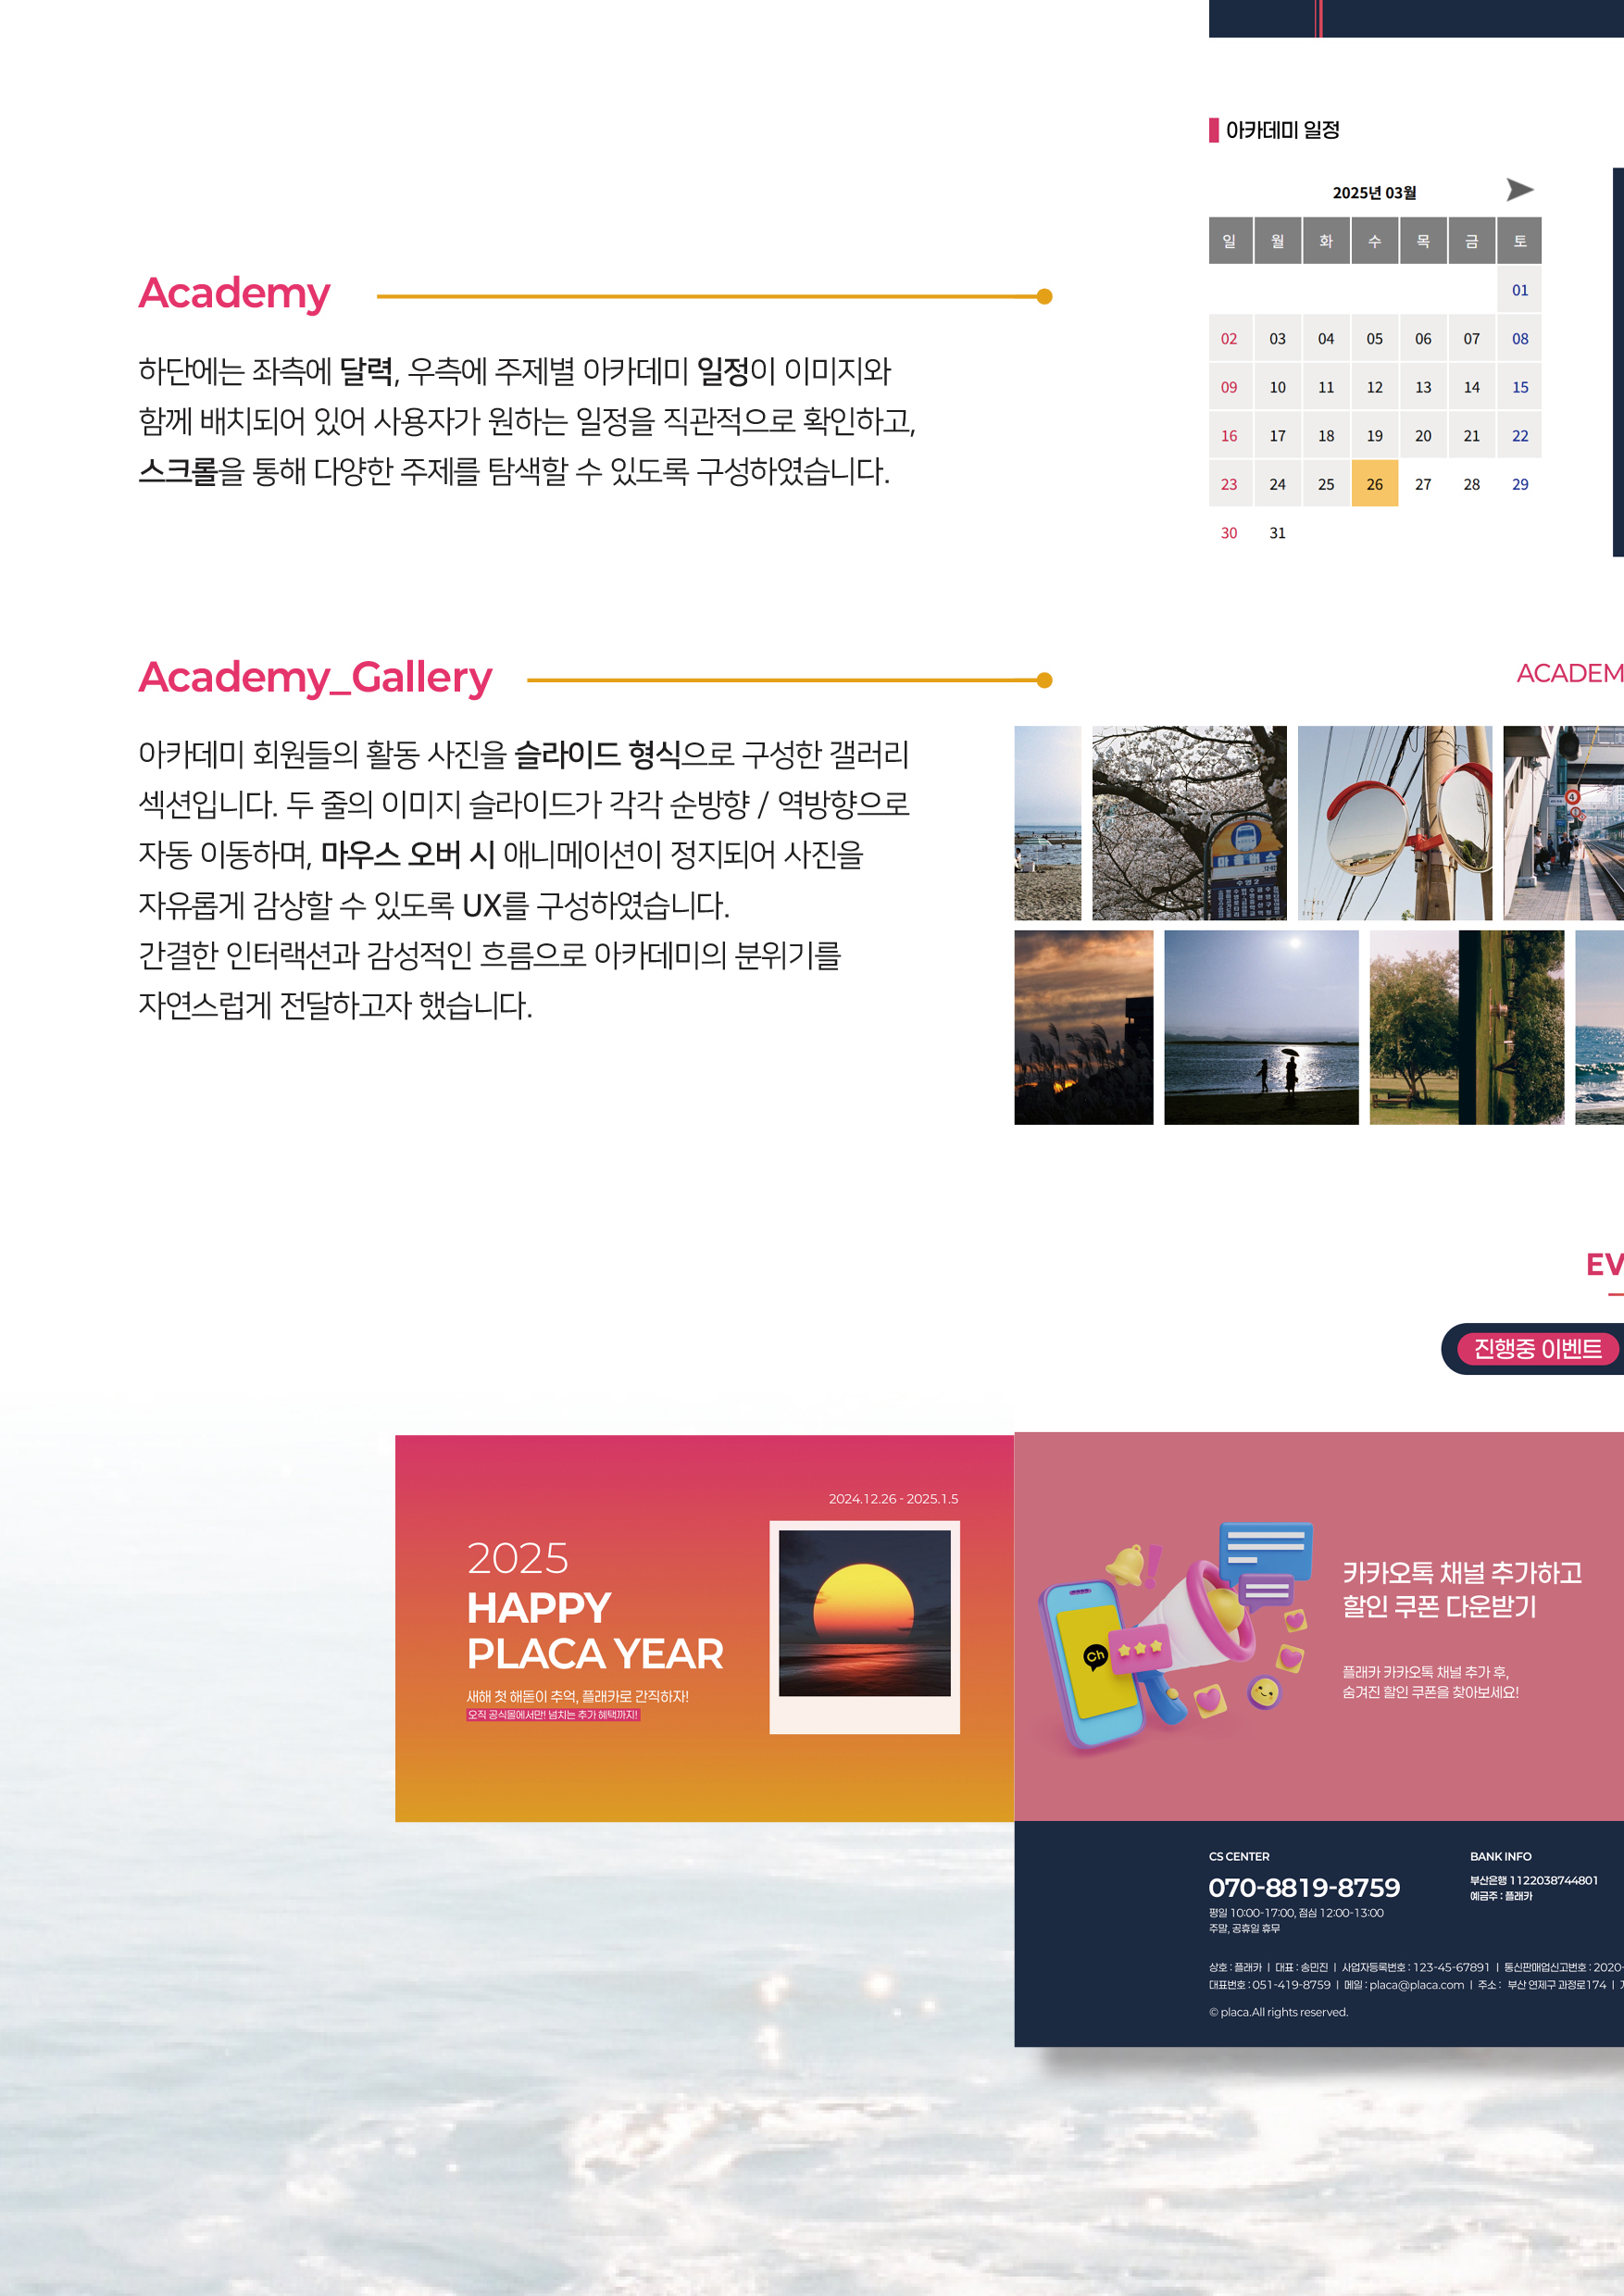 아카데미 일정
2025년 03월
일 월 화 수 목 금 토
01
02 03 04 05 06 07 08
09 10 11 12 13 14 15
16 17 18 19 20 21 22
23 24 25 26 27 28 29
30 31
Academy
하단에는 좌측에 달력, 우측에 주제별 아카데미 일정이 이미지와
함께 배치되어 있어 사용자가 원하는 일정을 직관적으로 확인하고,
스크롤을 통해 다양한 주제를 탐색할 수 있도록 구성하였습니다.
Academy_Gallery
아카데미 회원들의 활동 사진을 슬라이드 형식으로 구성한 갤러리
섹션입니다. 두 줄의 이미지 슬라이드가 각각 순방향 / 역방향으로
자동 이동하며, 마우스 오버 시 애니메이션이 정지되어 사진을
자유롭게 감상할 수 있도록 UX를 구성하였습니다.
간결한 인터랙션과 감성적인 흐름으로 아카데미의 분위기를
자연스럽게 전달하고자 했습니다.
ACADEM
마을버스
EV
진행중 이벤트
2024.12.26 - 2025.1.5
2025
HAPPY
PLACA YEAR
새해 첫 해돋이 추억, 플래카로 간직하자!
오직 공식몰에서만! 넘치는 추가 혜택까지!
Ch
카카오톡 채널 추가하고
할인 쿠폰 다운받기
플래카 카카오톡 채널 추가 후,
숨겨진 할인 쿠폰을 찾아보세요!
CS CENTER
070-8819-8759
평일 10:00-17:00, 점심 12:00-13:00
주말, 공휴일 휴무
BANK INFO
부산은행 1122038744801
예금주 : 플래카
상호 : 플래카 | 대표 : 송민진 | 사업자등록번호 : 123-45-67891 | 통신판매업신고번호 : 2020-
대표번호 : 051-419-8759 | 메일 : placa@placa.com | 주소 : 부산 연제구 과정로174 |
© placa.All rights reserved.